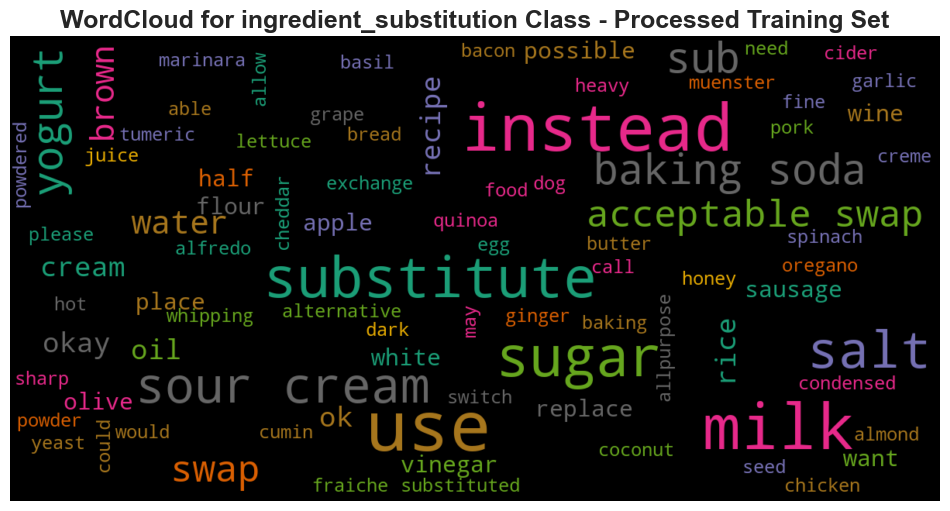 WordCloud for ingredient_substitution Class - Processed Training Set
yogurt
brown
marinara
allow
basil
bacon
possible
sub
need
cider
able
grape
recipe
heavy
muenster
garlic
powdered
tumeric
lettuce
bread
instead
fine
wine
juice
pork
half
exchange
food
dog
baking soda
creme
flour
cheddar
water
apple
quinoa
acceptable swap
please
alfredo
egg
butter
spinach
cream
substitute
call
honey
oregano
hot
place
whipping
alternative
may
ginger
baking
sausage
okay
oil
dark
white
sugar
allpurpose
rice
salt
sharp
olive
sour cream
switch
replace
condensed
powder
yeast
could
would
cumin
ok
use
milk
almond
swap
vinegar
coconut
seed
want
fraiche
substituted
chicken